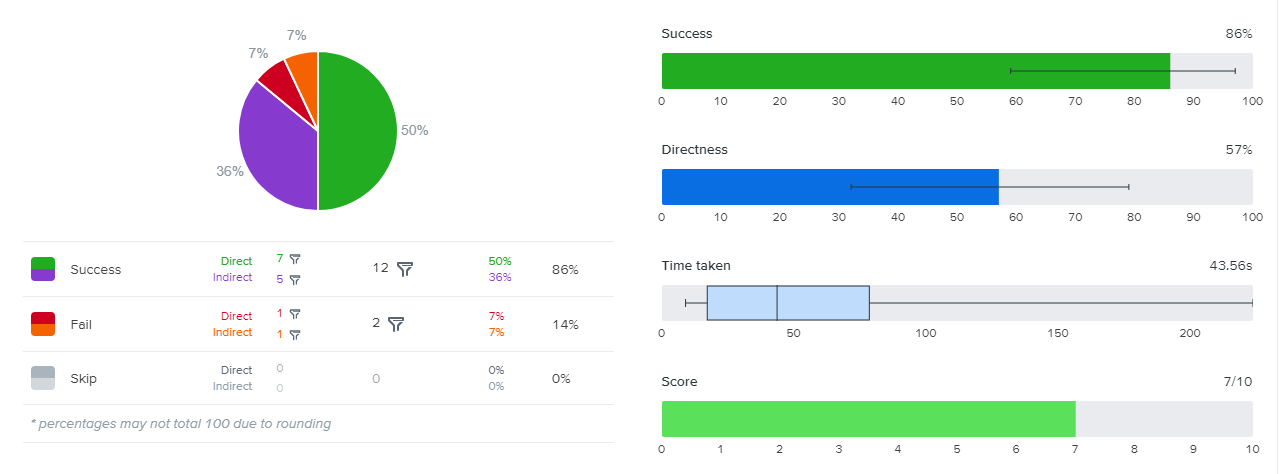 7%
7%
50%
36%
Success Direct 7 12 50% 86%
Indirect 5 36%
Fail Direct 1 2 7% 14%
Indirect 1 7%
Skip Direct 0 0 0% 0%
Indirect 0 0%
* percentages may not total 100 due to rounding
Success 86%
0 10 20 30 40 50 60 70 80 90 100
Directness 57%
0 10 20 30 40 50 60 70 80 90 100
Time taken 43.56s
0 50 100 150 200
Score 7/10
0 1 2 3 4 5 6 7 8 9 10